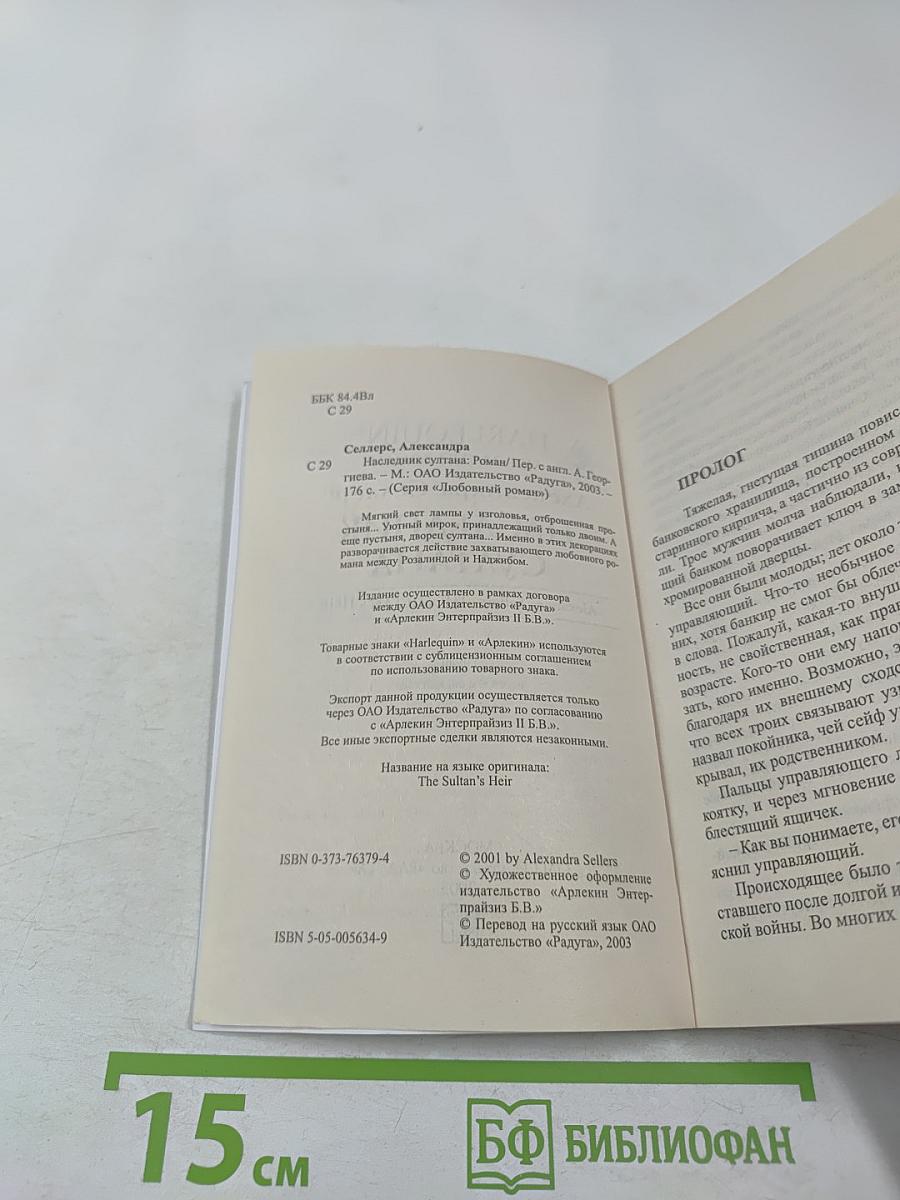 ББК 84.4Вл
С 29
Селлерс, Александра
С 29 Наследник султана: Роман/ Пер. с англ. А. Геор-
гиева. – М.: ОАО Издательство «Радуга», 2003. –
176 с. – (Серия «Любовный роман»)
Мягкий свет лампы у изголовья, отброшенная про-
стыня... Уютный мирок, принадлежащий только двоим. А
еще пустыня, дворец султана... Именно в этих декорациях
разворачивается действие захватывающего любовного ро-
мана между Розалиндой и Наджибом.
Издание осуществлено в рамках договора
между ОАО Издательство «Радуга»
и «Арлекин Энтерпрайзиз II Б.В.».
Товарные знаки «Harlequin» и «Арлекин» используются
в соответствии с сублицензионным соглашением
по использованию товарного знака.
Экспорт данной продукции осуществляется только
через ОАО Издательство «Радуга» по согласованию
с «Арлекин Энтерпрайзиз II Б.В.».
Все иные экспортные сделки являются незаконными.
Название на языке оригинала:
The Sultan's Heir
ISBN 0-373-76379-4
© 2001 by Alexandra Sellers
© Художественное оформление
издательство «Арлекин Энтер-
прайзиз Б.В.»
© Перевод на русский язык ОАО
Издательство «Радуга», 2003
ISBN 5-05-005634-9
ПРОЛОГ
Тяжелая, гнетущая тишина повис
банковского хранилища, построенном
старинного кирпича, а частично из совр
ли. Трое мужчин молча наблюдали,
щий банком поворачивает ключ в зам
хромированной дверцы.
Все они были молоды; лет около
управляющий. Что-то необычное
них, хотя банкир не смог бы облеч
в слова. Пожалуй, какая-то внуш
ность, не свойственная, как прав
возрасте. Кого-то они ему напом
зать, кого именно. Возможно, э
благодаря их внешнему сходс
что всех троих связывают узы
назвал покойника, чей сейф у
крывал, их родственником.
Пальцы управляющего л
коятку, и через мгновение
блестящий ящичек.
– Как вы понимаете, его
яснил управляющий.
Происходящее было т
ставшего после долгой и
ской войны. Во многих
15 см
БФ БИБЛИОФАН